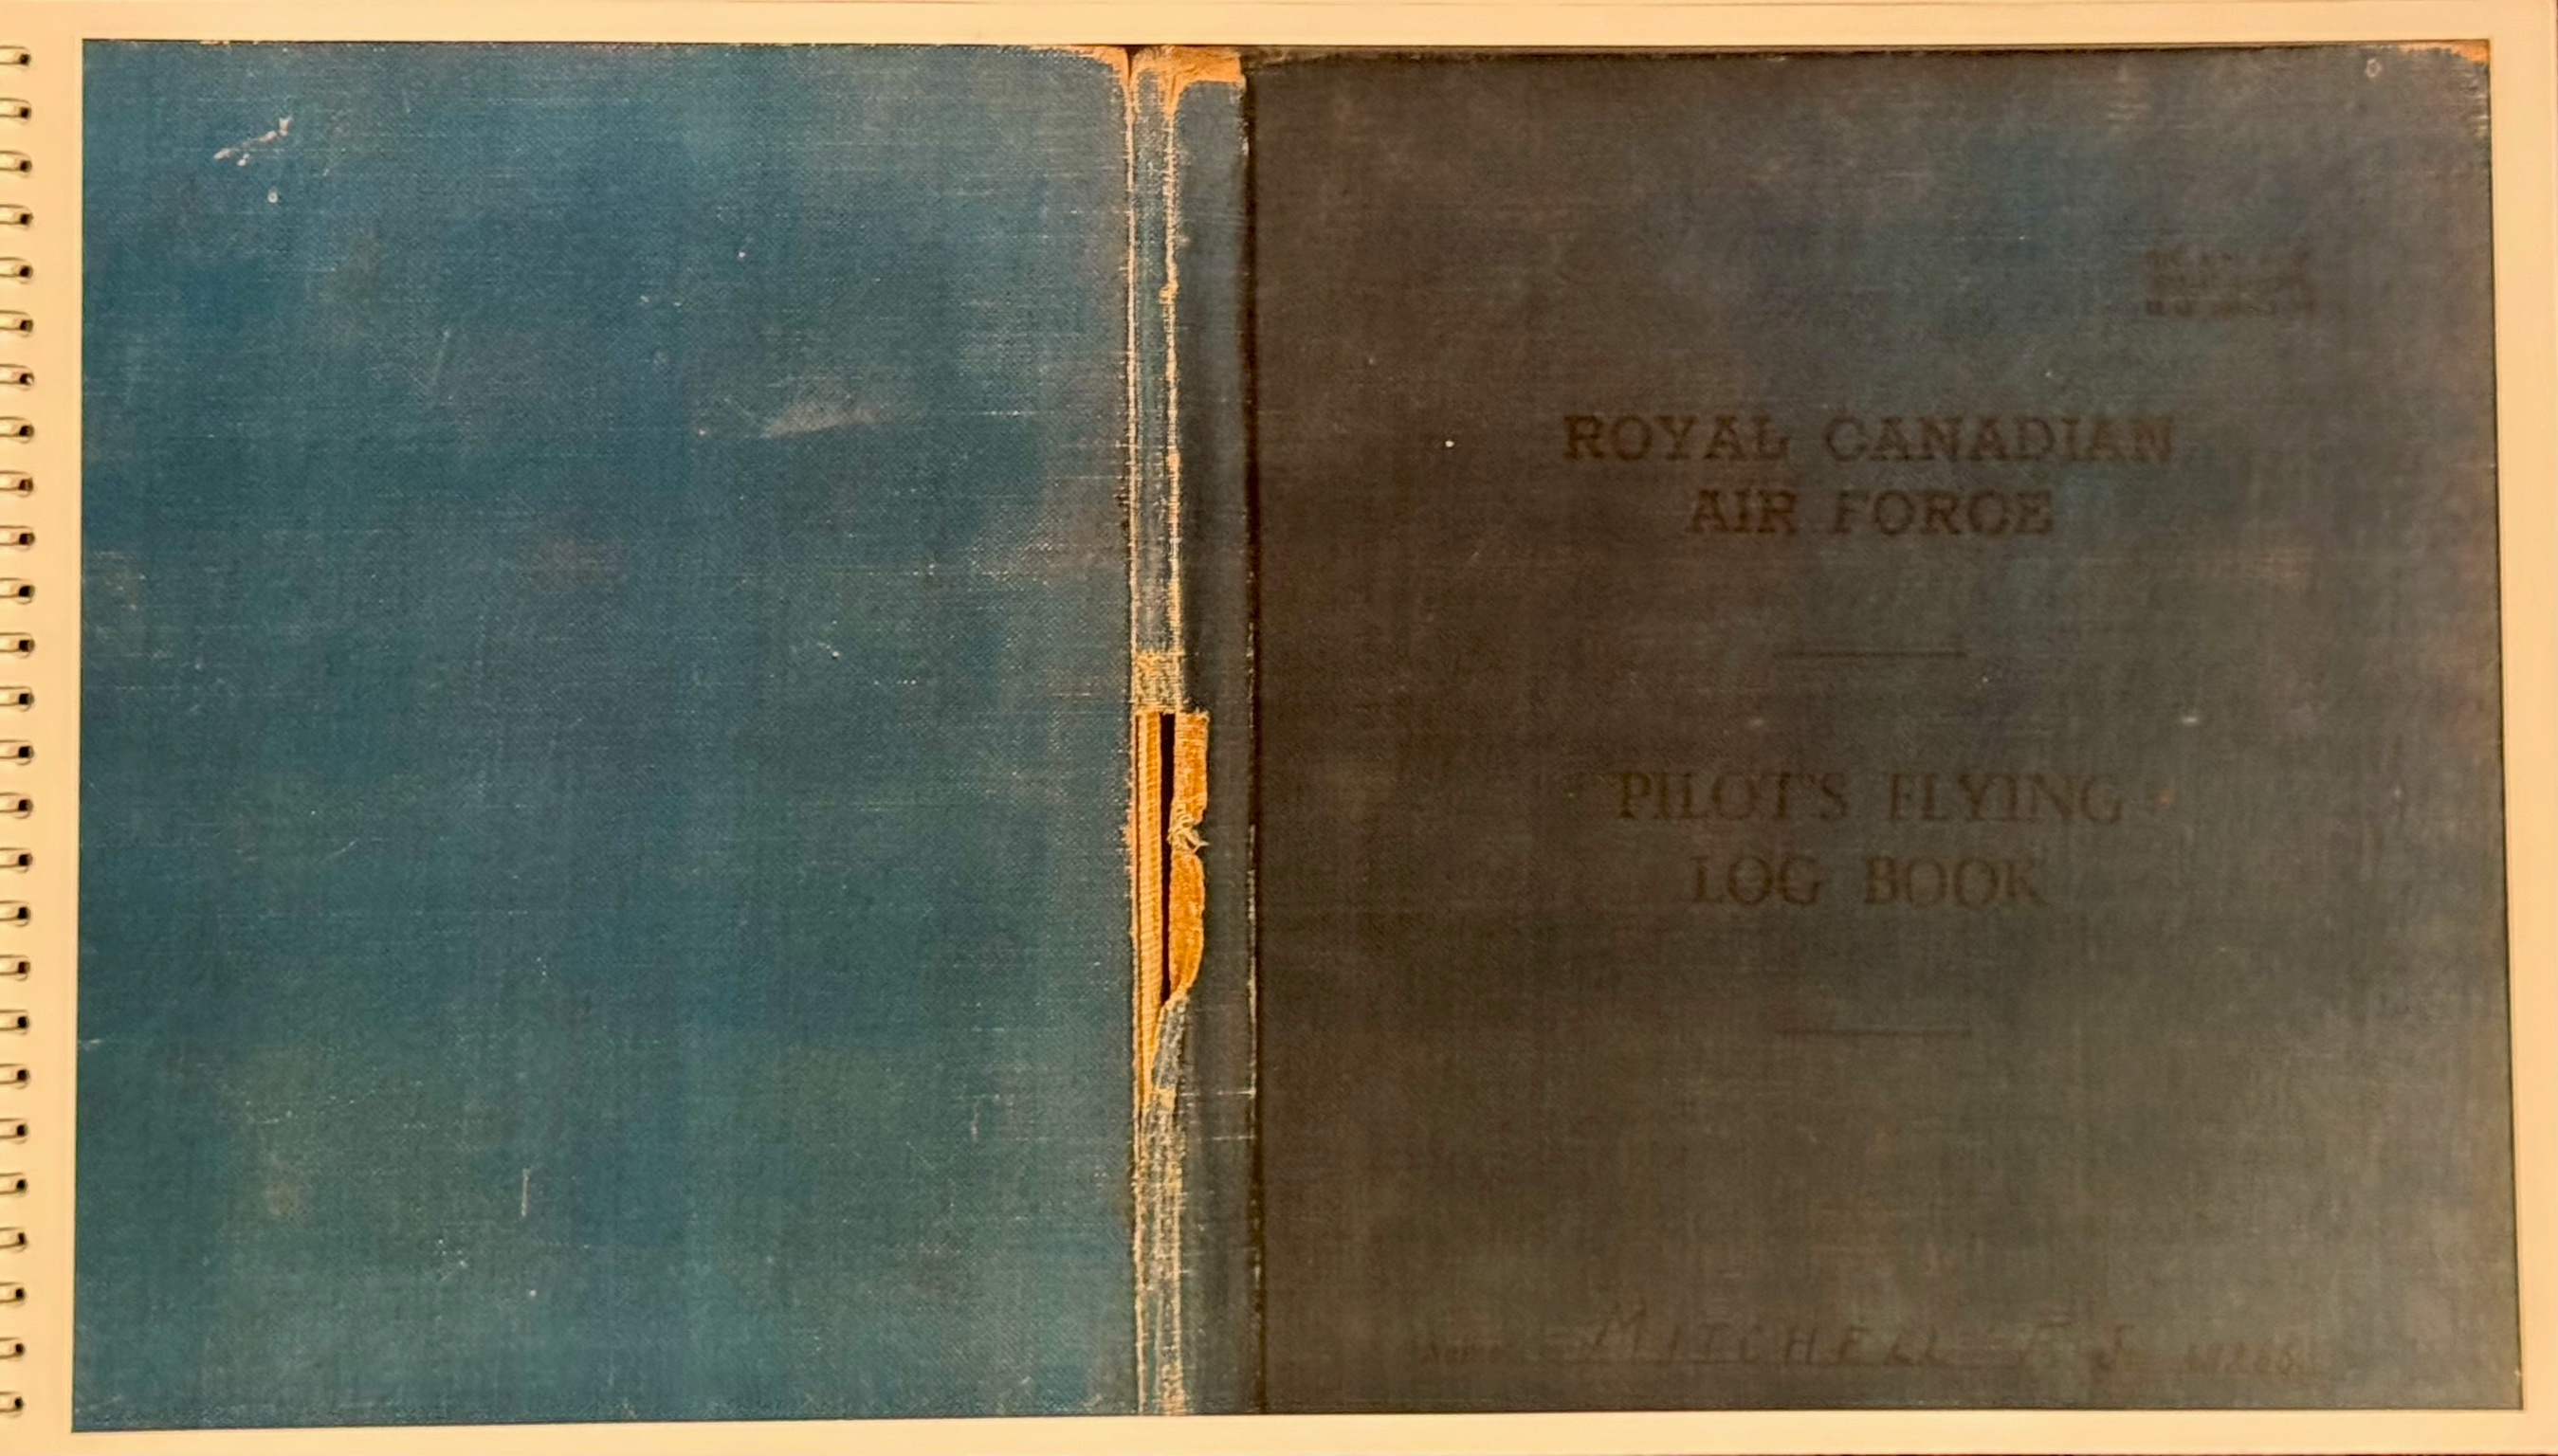 ROYAL CANADIAN
AIR FORCE
PILOT'S FLYING
LOG BOOK
MITCHELL